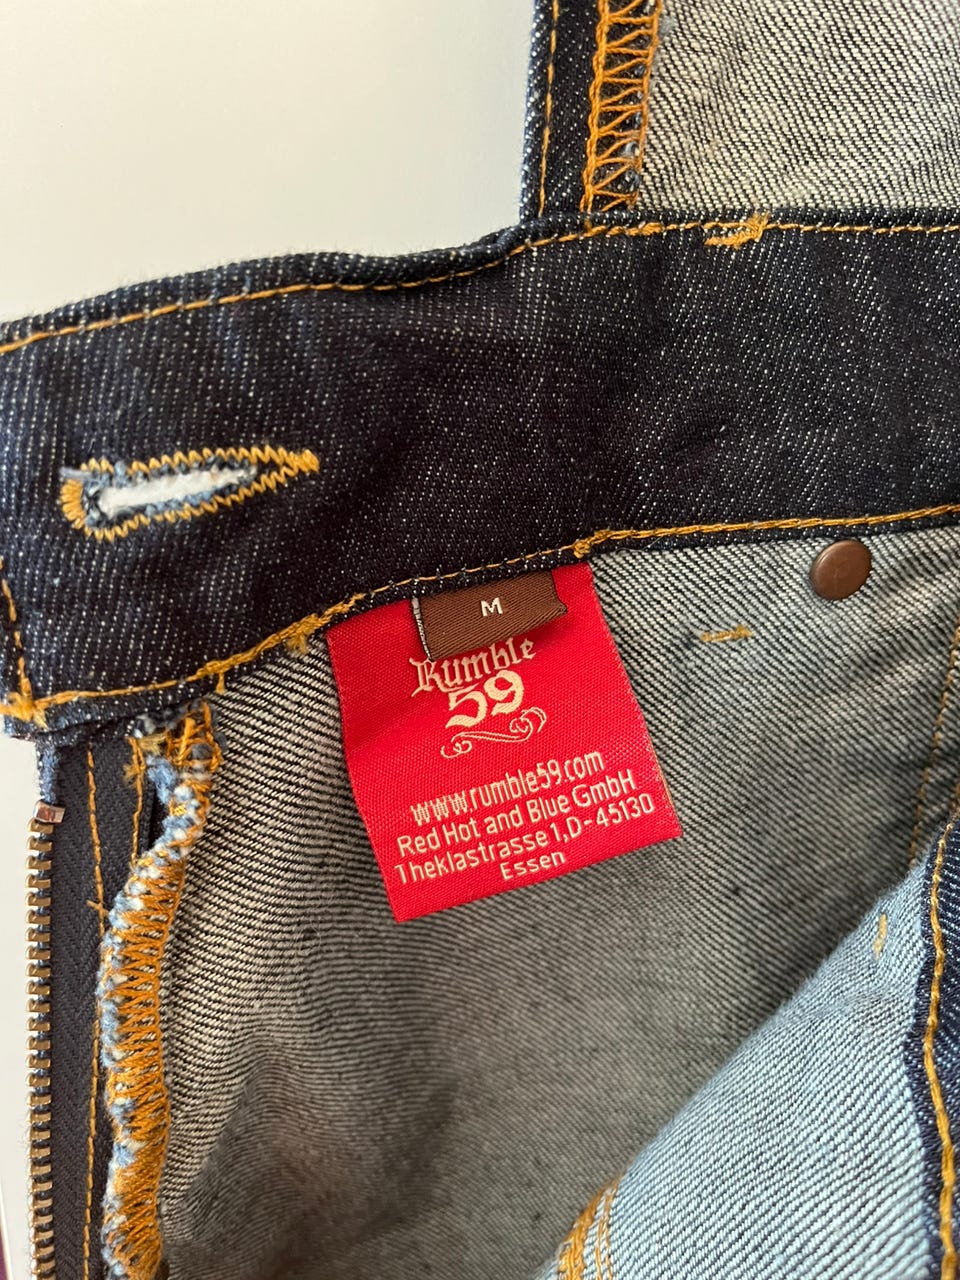 M
Rumble
59
www.rumble59.com
Red Hot and Blue GmbH
Theklastrasse 1,D-45130
Essen